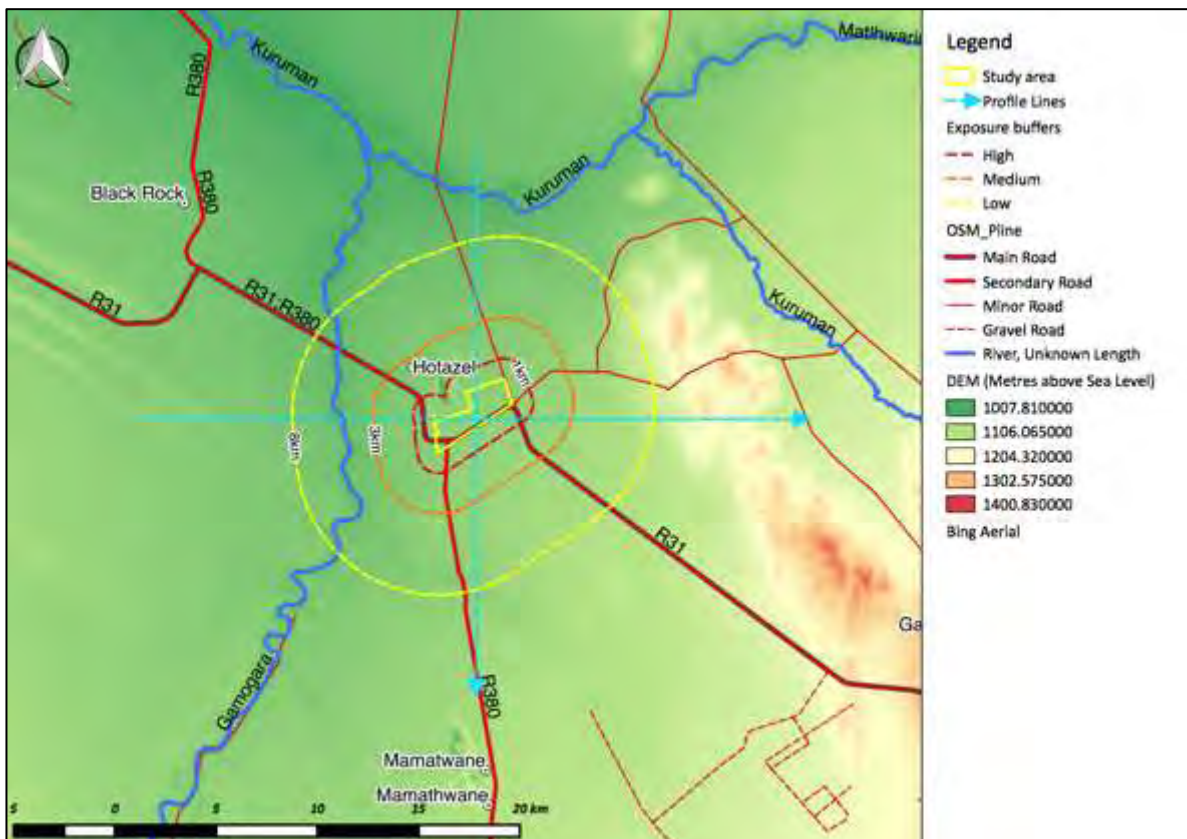 Kuruman
Matlhwarin
R380
Kuruman
Black Rock
R380
Kuruman
R31
R31;R380
Hotazel
1km
3km
8km
R31
Gamogara
R380
Ga
Mamatwane
Mamathwane
5 0 5 10 15 20 km
Legend
Study area
Profile Lines
Exposure buffers
High
Medium
Low
OSM_Pline
Main Road
Secondary Road
Minor Road
Gravel Road
River, Unknown Length
DEM (Metres above Sea Level)
1007.810000
1106.065000
1204.320000
1302.575000
1400.830000
Bing Aerial